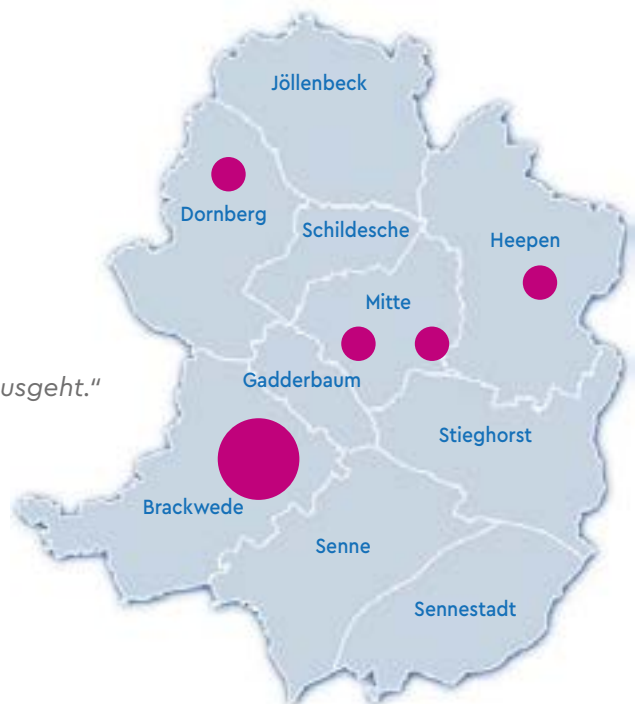 Jöllenbeck
Dornberg
Schildesche
Heepen
Mitte
usgeht.“
Gadderbaum
Stieghorst
Brackwede
Senne
Sennestadt